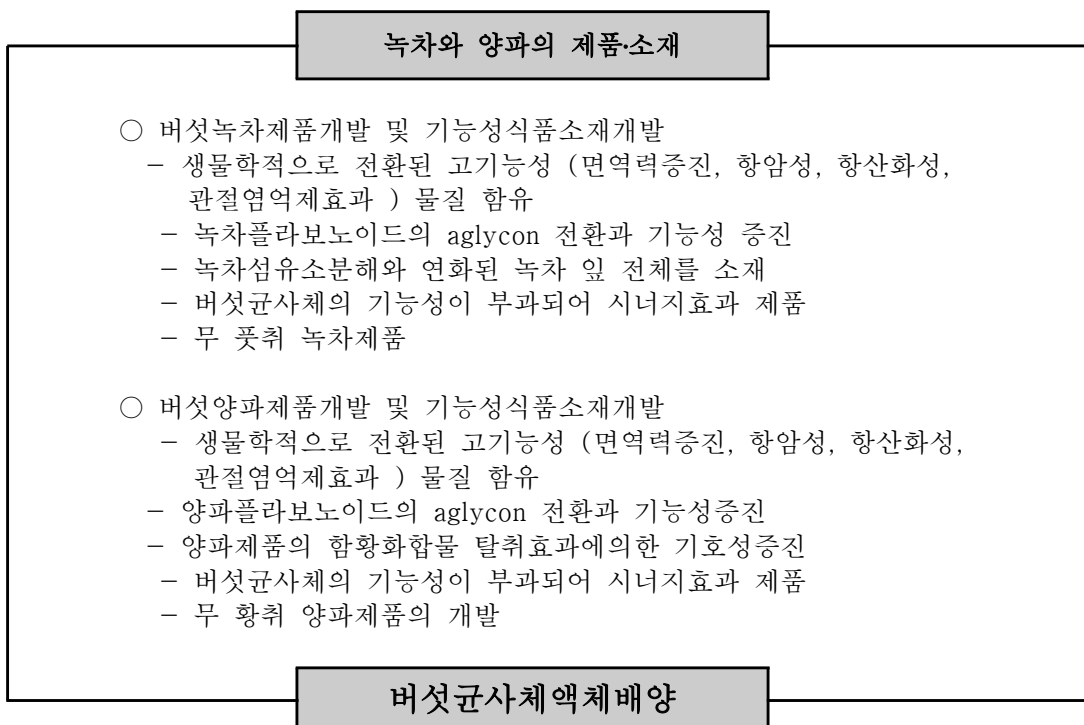 녹차와 양파의 제품·소재
○ 버섯녹차제품개발 및 기능성식품소재개발
− 생물학적으로 전환된 고기능성 (면역력증진, 항암성, 항산화성,
관절염억제효과 ) 물질 함유
− 녹차플라보노이드의 aglycon 전환과 기능성 증진
− 녹차섬유소분해와 연화된 녹차 잎 전체를 소재
− 버섯균사체의 기능성이 부과되어 시너지효과 제품
− 무 풋취 녹차제품
○ 버섯양파제품개발 및 기능성식품소재개발
− 생물학적으로 전환된 고기능성 (면역력증진, 항암성, 항산화성,
관절염억제효과 ) 물질 함유
− 양파플라보노이드의 aglycon 전환과 기능성증진
− 양파제품의 함황화합물 탈취효과에의한 기호성증진
− 버섯균사체의 기능성이 부과되어 시너지효과 제품
− 무 황취 양파제품의 개발
버섯균사체액체배양